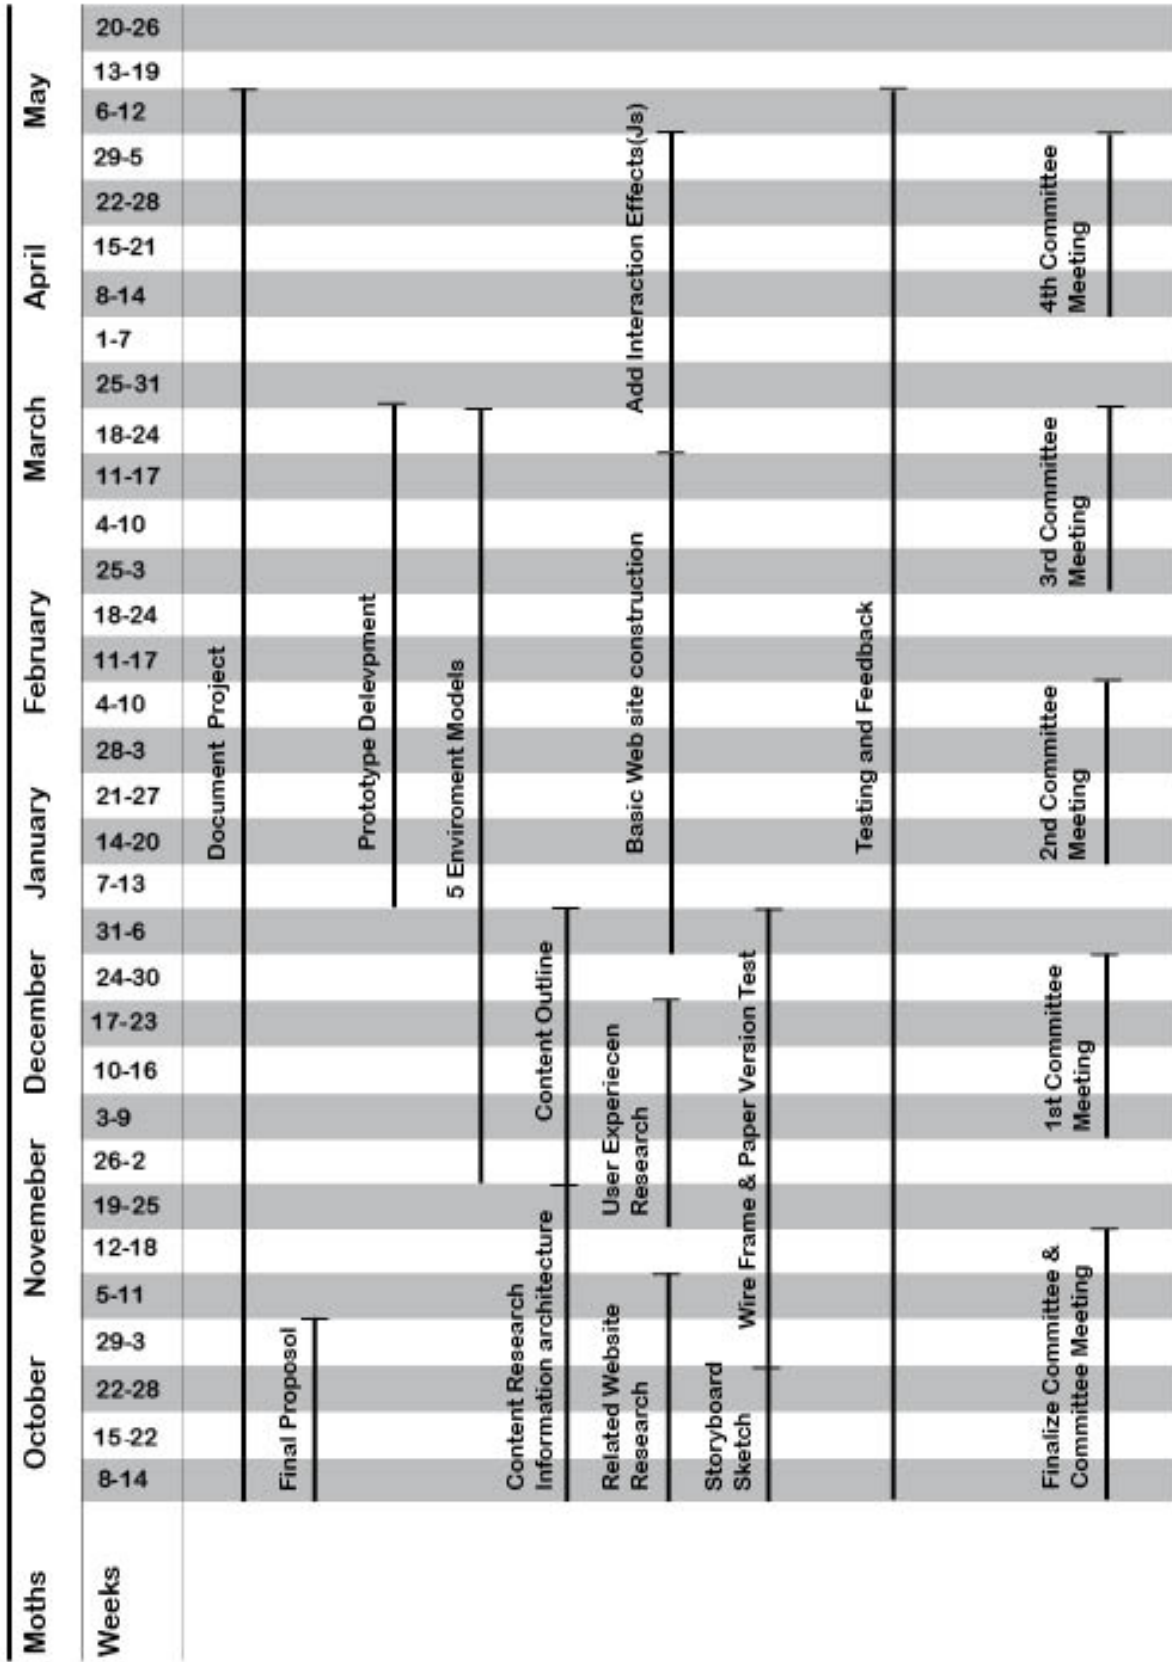 Moths
October
Novemeber
December
January
February
March
April
May
Weeks
8-14
15-22
22-28
29-3
5-11
12-18
19-25
26-2
3-9
10-16
17-23
24-30
31-6
7-13
14-20
21-27
28-3
4-10
11-17
18-24
25-3
4-10
11-17
18-24
25-31
1-7
8-14
15-21
22-28
29-5
6-12
13-19
20-26
Document Project
Final Proposol
Prototype Delevpment
5 Enviroment Models
Content Research
Information architecture
Content Outline
Related Website
Research
User Experiecen
Research
Basic Web site construction
Add Interaction Effects(Js)
Storyboard
Sketch
Wire Frame & Paper Version Test
Testing and Feedback
Finalize Committee &
Committee Meeting
1st Committee
Meeting
2nd Committee
Meeting
3rd Committee
Meeting
4th Committee
Meeting